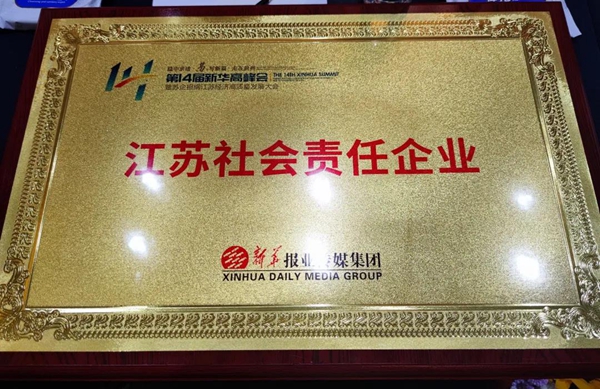 第14届新华高峰会 THE 14TH XINHUA SUMMIT
江苏社会责任企业
新华报业传媒集团
XINHUA DAILY MEDIA GROUP